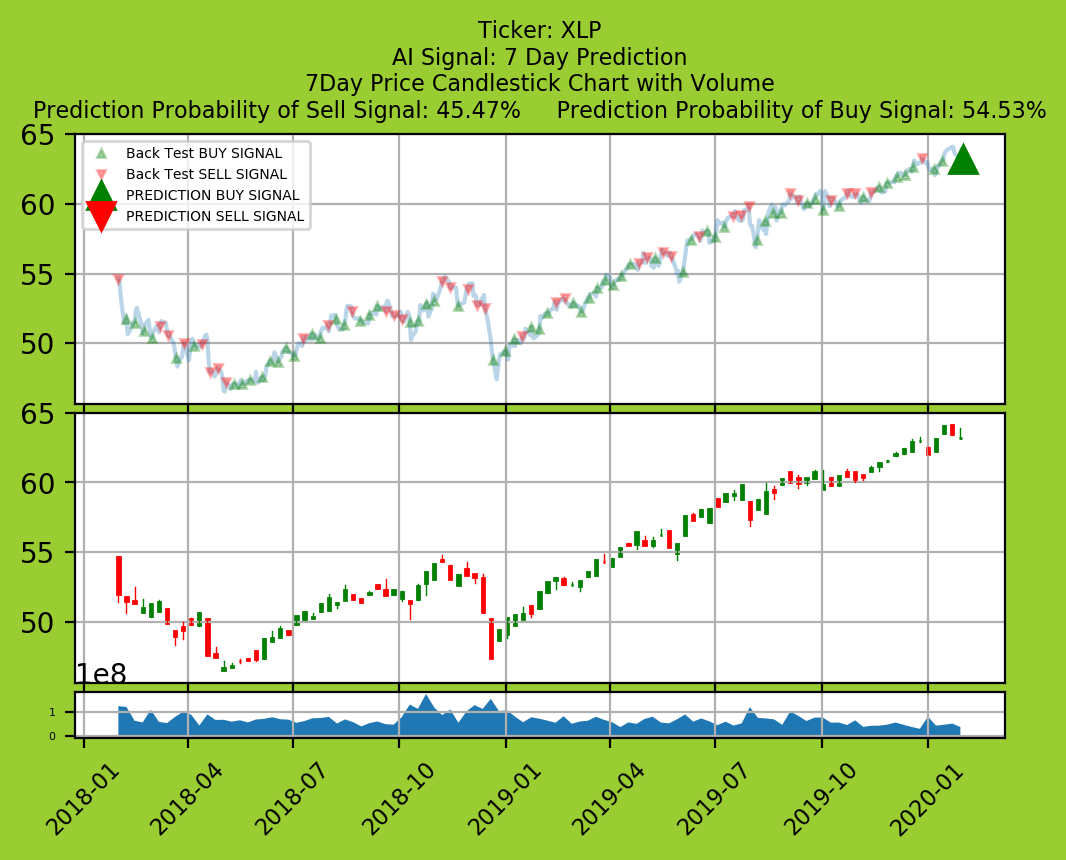 Ticker: XLP
AI Signal: 7 Day Prediction
7Day Price Candlestick Chart with Volume
Prediction Probability of Sell Signal: 45.47%     Prediction Probability of Buy Signal: 54.53%
65
60
55
50
Back Test BUY SIGNAL
Back Test SELL SIGNAL
PREDICTION BUY SIGNAL
PREDICTION SELL SIGNAL
65
60
55
50
1e8
1
0
2018-01
2018-04
2018-07
2018-10
2019-01
2019-04
2019-07
2019-10
2020-01